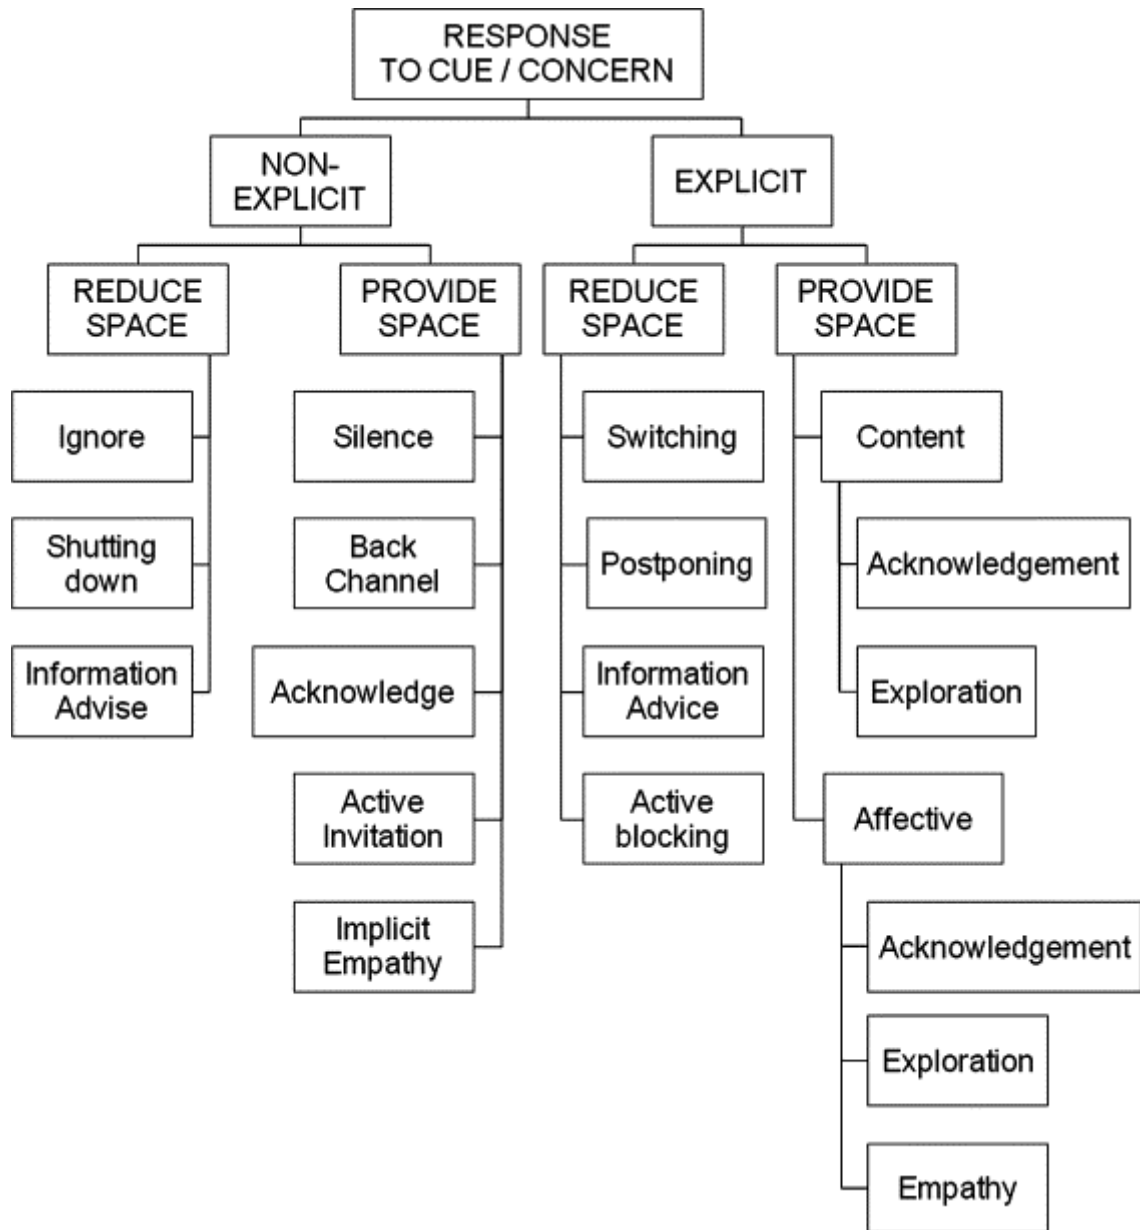 RESPONSE
TO CUE / CONCERN
NON-
EXPLICIT
EXPLICIT
REDUCE
SPACE
PROVIDE
SPACE
REDUCE
SPACE
PROVIDE
SPACE
Ignore
Silence
Switching
Content
Shutting
down
Back
Channel
Postponing
Acknowledgement
Information
Advise
Acknowledge
Information
Advice
Exploration
Active
Invitation
Active
blocking
Affective
Implicit
Empathy
Acknowledgement
Exploration
Empathy